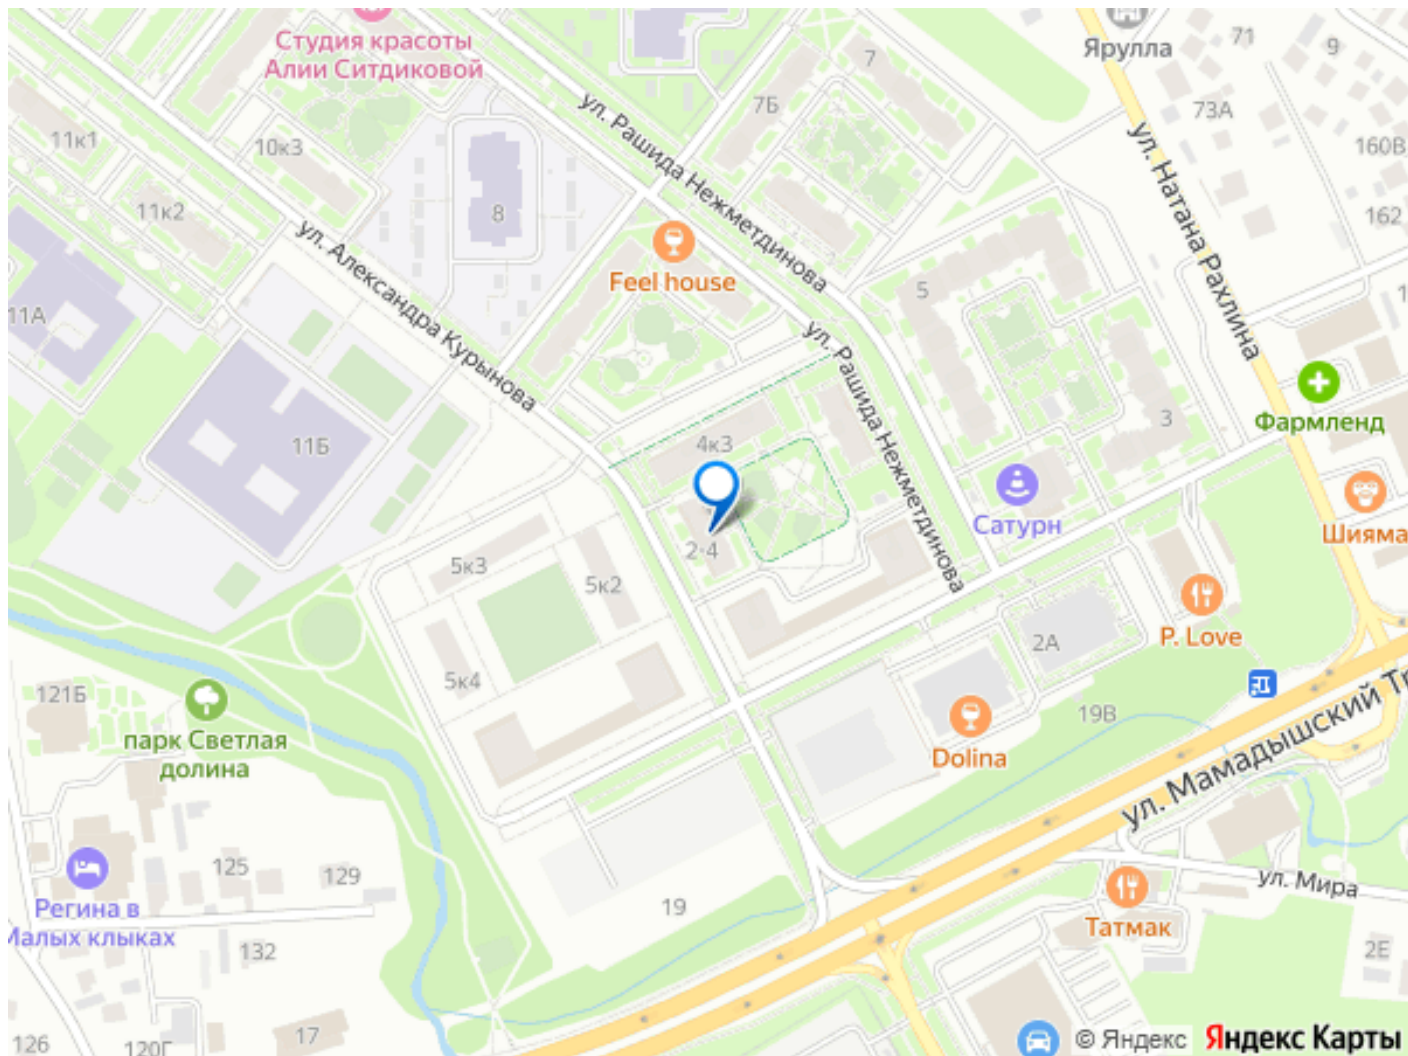 Студия красоты
Алии Ситдиковой
Ярулла
71
9
7
7Б
73А
160В
162
11к1
10к3
11к2
8
ул. Рашида Нежметдинова
ул. Натана Рахлина
ул. Александра Курынова
Feel house
5
11А
ул. Рашида Нежметдинова
Фармленд
3
11Б
4к3
Сатурн
Шияма
2-4
5к3
5к2
P. Love
2А
5к4
121Б
парк Светлая
долина
19В
Dolina
ул. Мамадышский Тр
125
129
ул. Мира
Регина в
Малых клыках
19
Татмак
132
2Е
17
126
120Г
© Яндекс
Яндекс Карты